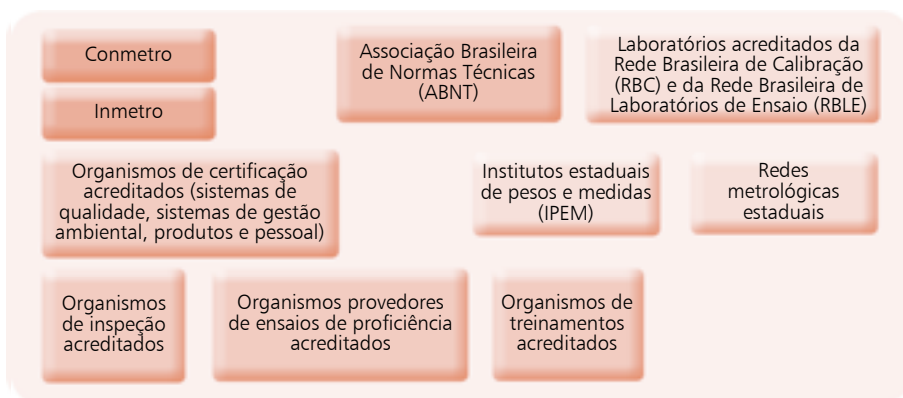 Conmetro
Inmetro
Associação Brasileira
de Normas Técnicas
(ABNT)
Laboratórios acreditados da
Rede Brasileira de Calibração
(RBC) e da Rede Brasileira de
Laboratórios de Ensaio (RBLE)
Organismos de certificação
acreditados (sistemas de
qualidade, sistemas de gestão
ambiental, produtos e pessoal)
Institutos estaduais
de pesos e medidas
(IPEM)
Redes
metrológicas
estaduais
Organismos
de inspeção
acreditados
Organismos provedores
de ensaios de proficiência
acreditados
Organismos de
treinamentos
acreditados